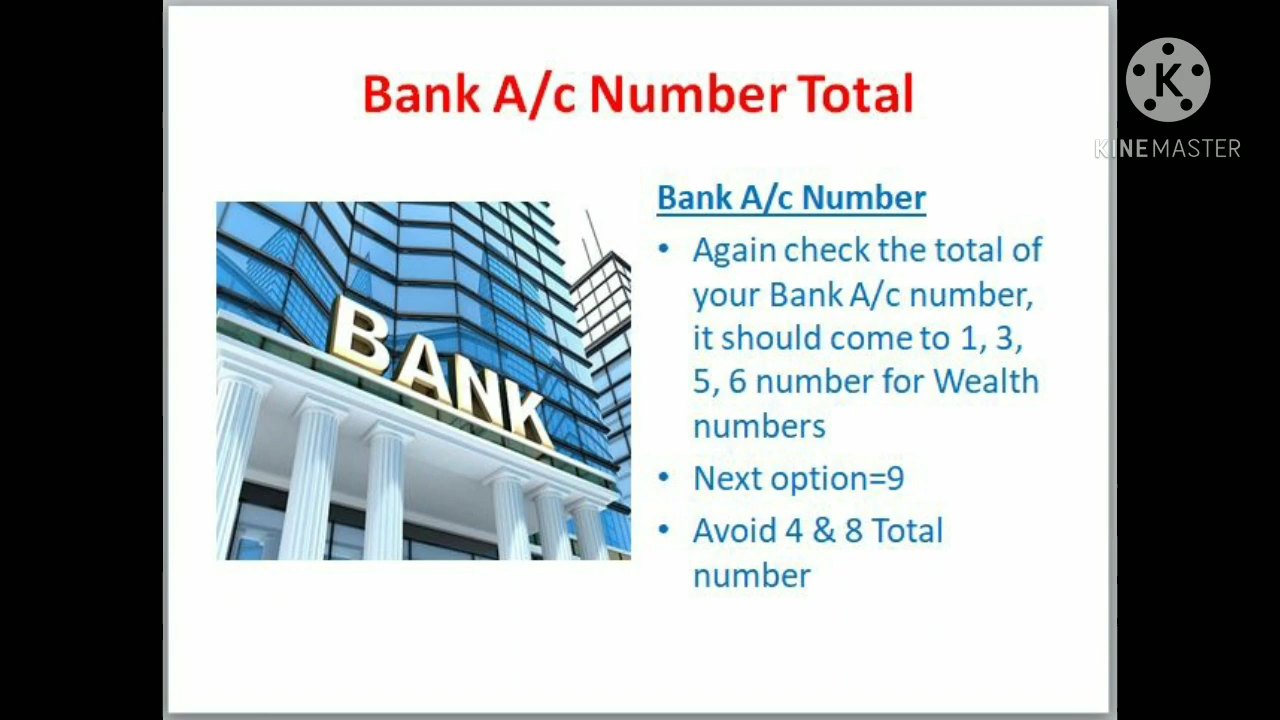 Bank A/c Number Total
K
KINEMASTER
BANK
Bank A/c Number
• Again check the total of
your Bank A/c number,
it should come to 1, 3,
5, 6 number for Wealth
numbers
• Next option=9
• Avoid 4 & 8 Total
number